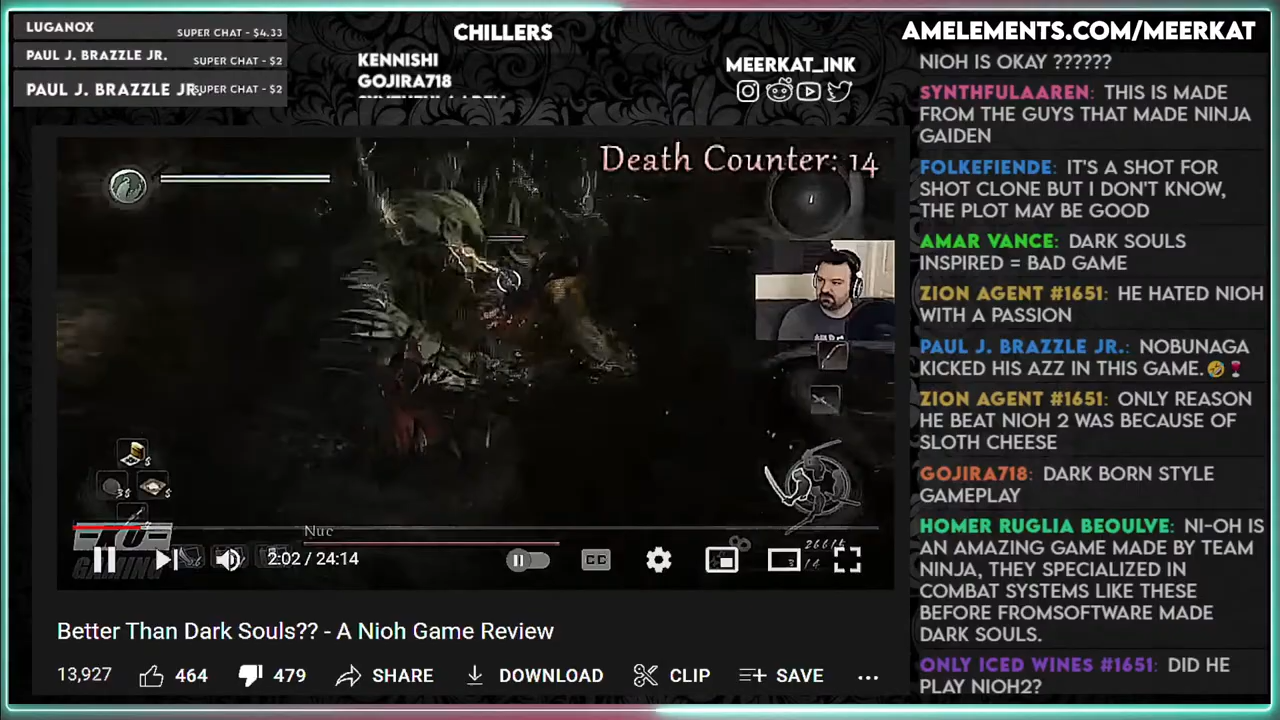 LUGANOX
SUPER CHAT - $4.33
PAUL J. BRAZZLE JR.
SUPER CHAT - $2
PAUL J. BRAZZLE JR.
SUPER CHAT - $2
CHILLERS
KENNISHI
GOJIRA718
MEERKAT_INK
AMELEMENTS.COM/MEERKAT
NIOH IS OKAY ??????
SYNTHFULAAREN: THIS IS MADE
FROM THE GUYS THAT MADE NINJA
GAIDEN
FOLKEFIENDE: IT'S A SHOT FOR
SHOT CLONE BUT I DON'T KNOW,
THE PLOT MAY BE GOOD
AMAR VANCE: DARK SOULS
INSPIRED = BAD GAME
ZION AGENT #1651: HE HATED NIOH
WITH A PASSION
PAUL J. BRAZZLE JR.: NOBUNAGA
KICKED HIS AZZ IN THIS GAME.🤣🍷
ZION AGENT #1651: ONLY REASON
HE BEAT NIOH 2 WAS BECAUSE OF
SLOTH CHEESE
GOJIRA718: DARK BORN STYLE
GAMEPLAY
HOMER RUGLIA BEOULVE: NI-OH IS
AN AMAZING GAME MADE BY TEAM
NINJA, THEY SPECIALIZED IN
COMBAT SYSTEMS LIKE THESE
BEFORE FROMSOFTWARE MADE
DARK SOULS.
ONLY ICED WINES #1651: DID HE
PLAY NIOH2?
Death Counter: 14
Nue
GAMING
2:02 / 24:14
CC
Better Than Dark Souls?? - A Nioh Game Review
13,927 464 479 SHARE DOWNLOAD CLIP SAVE ...